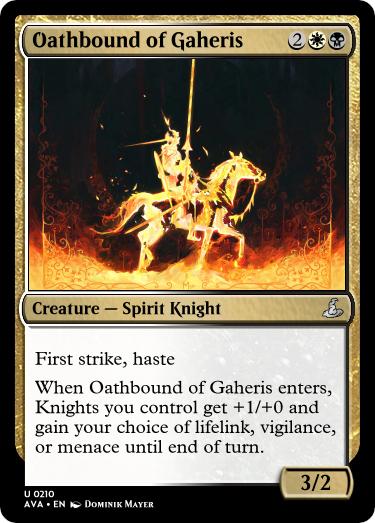 Oathbound of Gaheris 2
Creature — Spirit Knight
First strike, haste
When Oathbound of Gaheris enters,
Knights you control get +1/+0 and
gain your choice of lifelink, vigilance,
or menace until end of turn.
3/2
U 0210
AVA • EN Dominik Mayer